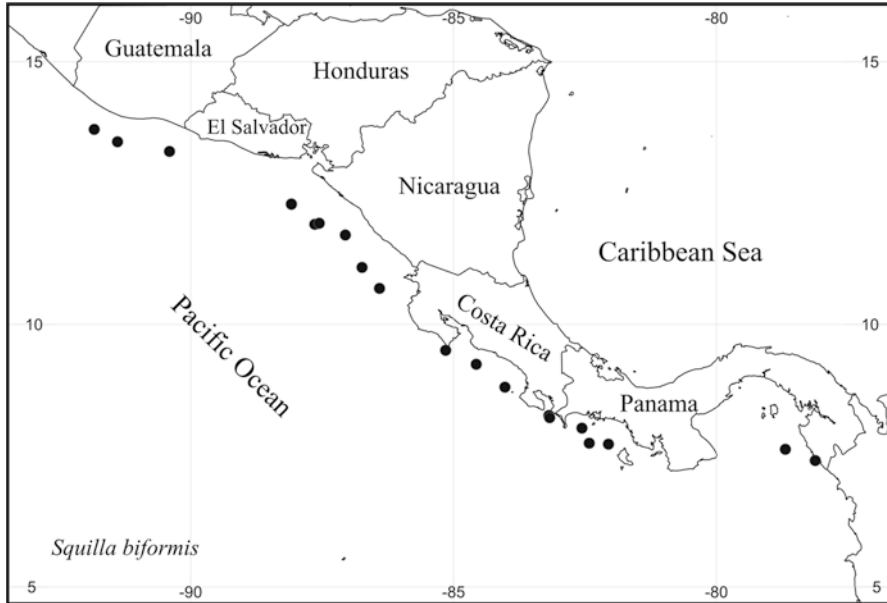 -90 -85 -80
Guatemala
15 15
Honduras
El Salvador
Nicaragua
Caribbean Sea
10 10
Costa Rica
Pacific Ocean
Panama
Squilla biformis
5 -90 -85 -80 5